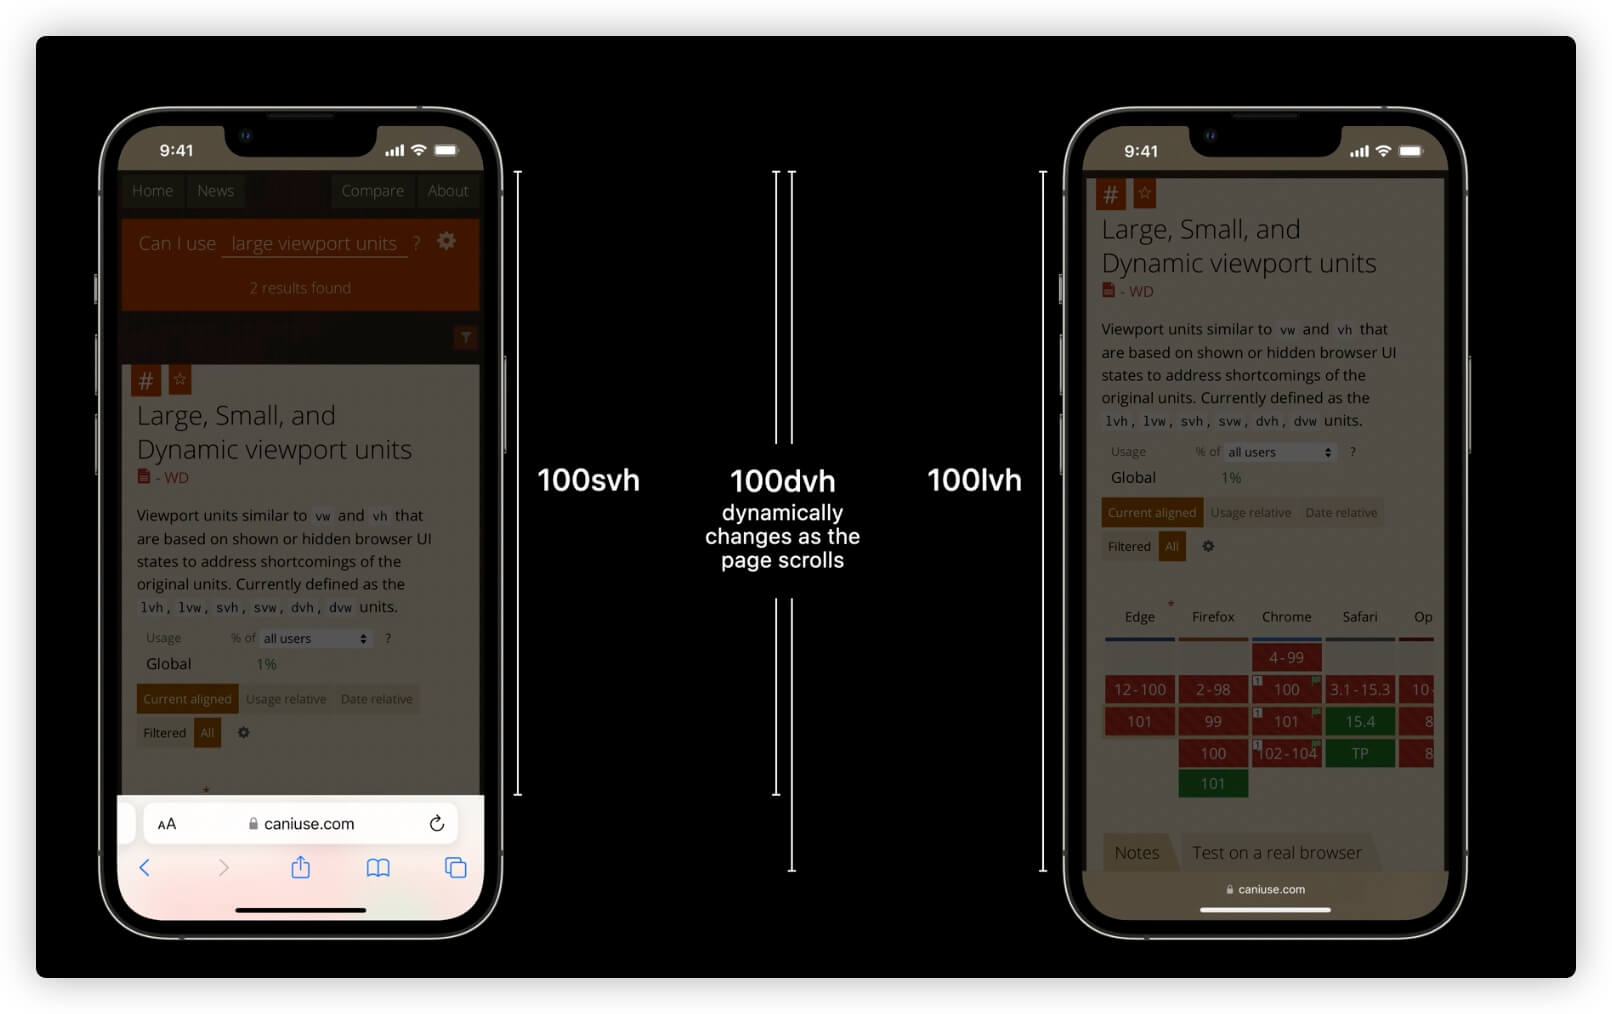 9:41
Home News Compare About
Can I use large viewport units ?
2 results found
#
Large, Small, and
Dynamic viewport units
- WD
Viewport units similar to vw and vh that
are based on shown or hidden browser UI
states to address shortcomings of the
original units. Currently defined as the
lvh, lvw, svh, svw, dvh, dvw units.
Usage % of all users ?
Global 1%
Current aligned Usage relative Date relative
Filtered All
*
AA caniuse.com
100svh
100dvh
dynamically
changes as the
page scrolls
100lvh
9:41
#
Large, Small, and
Dynamic viewport units
- WD
Viewport units similar to vw and vh that
are based on shown or hidden browser UI
states to address shortcomings of the
original units. Currently defined as the
lvh, lvw, svh, svw, dvh, dvw units.
Usage % of all users ?
Global 1%
Current aligned Usage relative Date relative
Filtered All
Edge * Firefox Chrome Safari Op
4-99
12-100 2-98 1 100 3.1-15.3 10-
101 99 1 101 15.4 8
100 1 102-104 TP 8
101
Notes Test on a real browser
caniuse.com